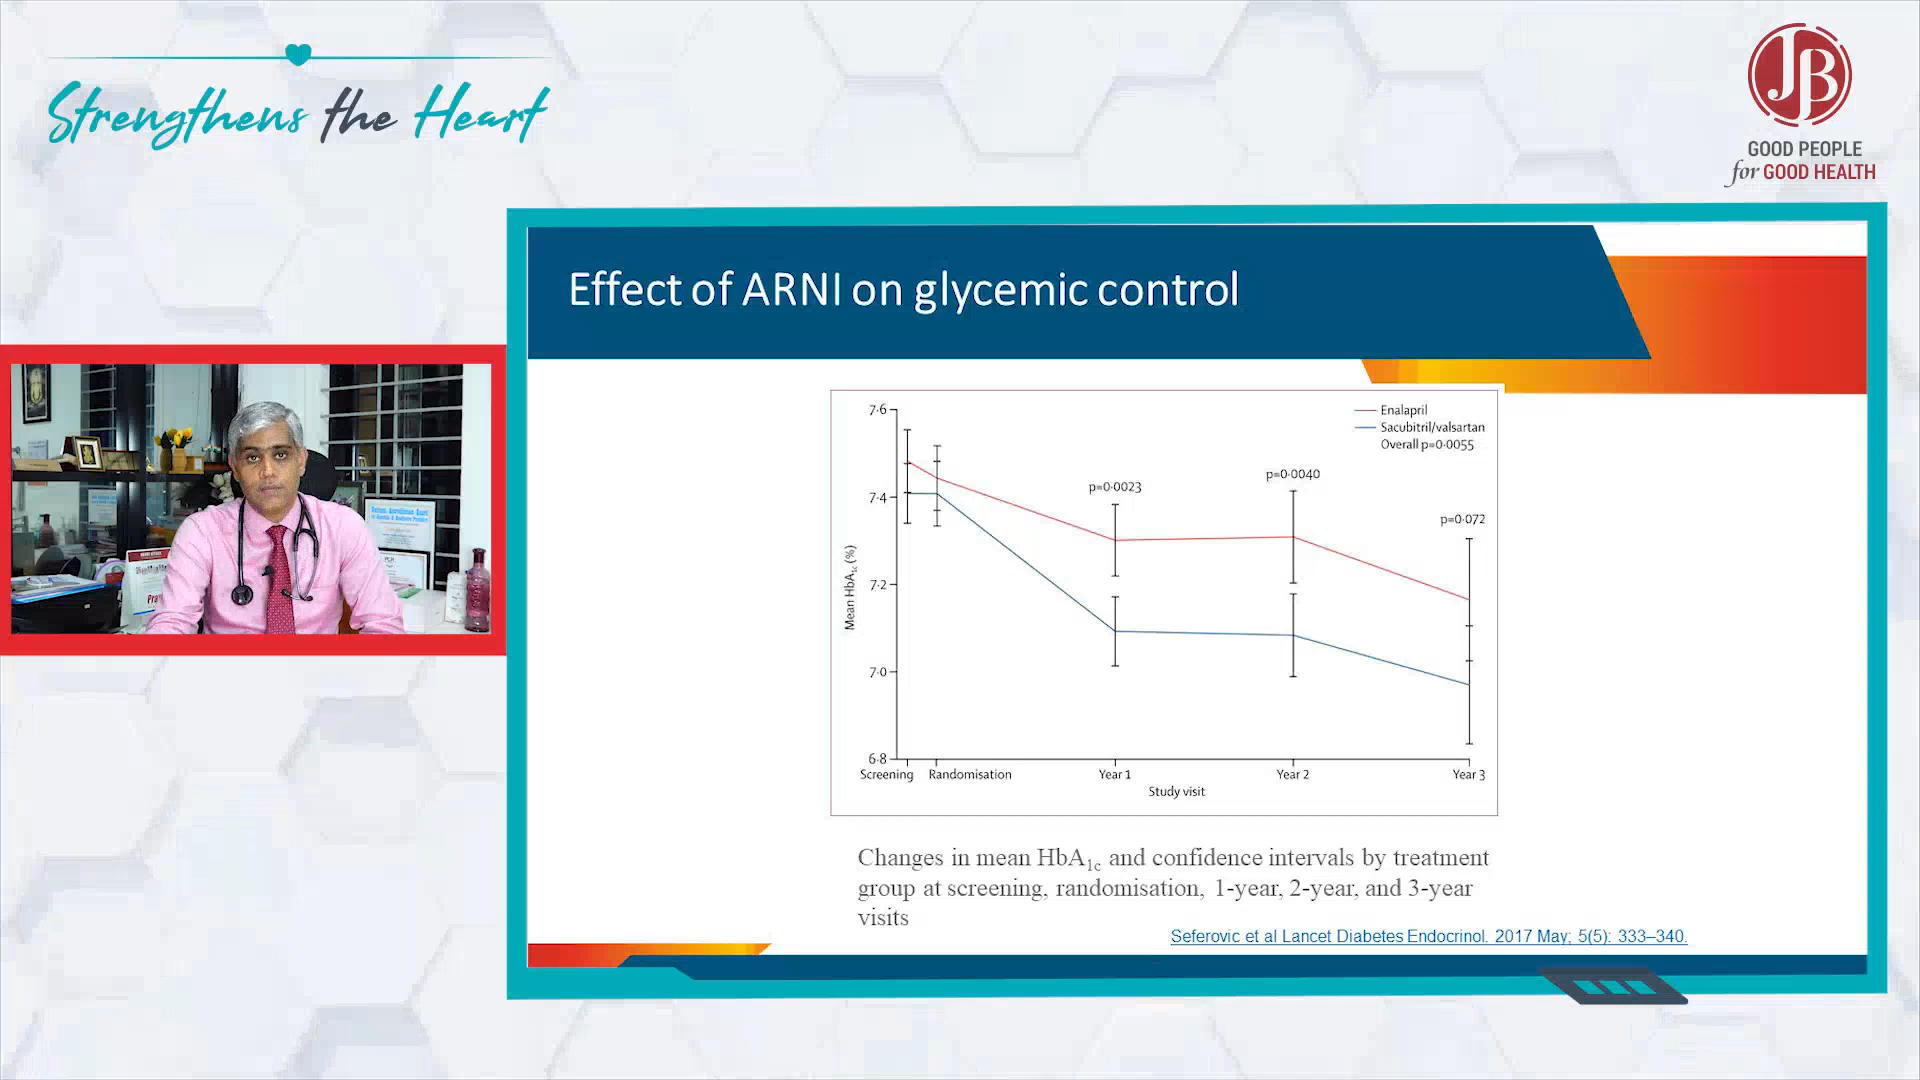 Strengthens the Heart
JB
GOOD PEOPLE
for GOOD HEALTH
Effect of ARNI on glycemic control
7·6
7·4
7·2
7·0
6·8
Mean HbA1c (%)
Enalapril
Sacubitril/valsartan
Overall p=0·0055
p=0·0023
p=0·0040
p=0·072
Screening
Randomisation
Year 1
Year 2
Year 3
Study visit
Changes in mean HbA1c and confidence intervals by treatment
group at screening, randomisation, 1-year, 2-year, and 3-year
visits
Seferovic et al Lancet Diabetes Endocrinol. 2017 May; 5(5): 333–340.